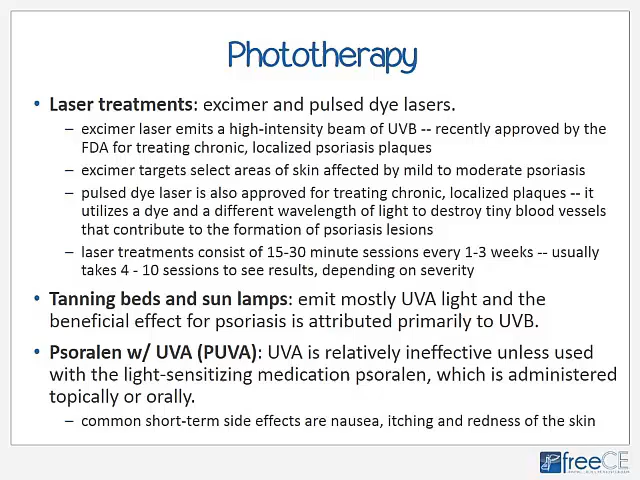 Phototherapy
• Laser treatments: excimer and pulsed dye lasers.
– excimer laser emits a high-intensity beam of UVB -- recently approved by the
FDA for treating chronic, localized psoriasis plaques
– excimer targets select areas of skin affected by mild to moderate psoriasis
– pulsed dye laser is also approved for treating chronic, localized plaques -- it
utilizes a dye and a different wavelength of light to destroy tiny blood vessels
that contribute to the formation of psoriasis lesions
– laser treatments consist of 15-30 minute sessions every 1-3 weeks -- usually
takes 4 - 10 sessions to see results, depending on severity
• Tanning beds and sun lamps: emit mostly UVA light and the
beneficial effect for psoriasis is attributed primarily to UVB.
• Psoralen w/ UVA (PUVA): UVA is relatively ineffective unless used
with the light-sensitizing medication psoralen, which is administered
topically or orally.
– common short-term side effects are nausea, itching and redness of the skin
freeCE